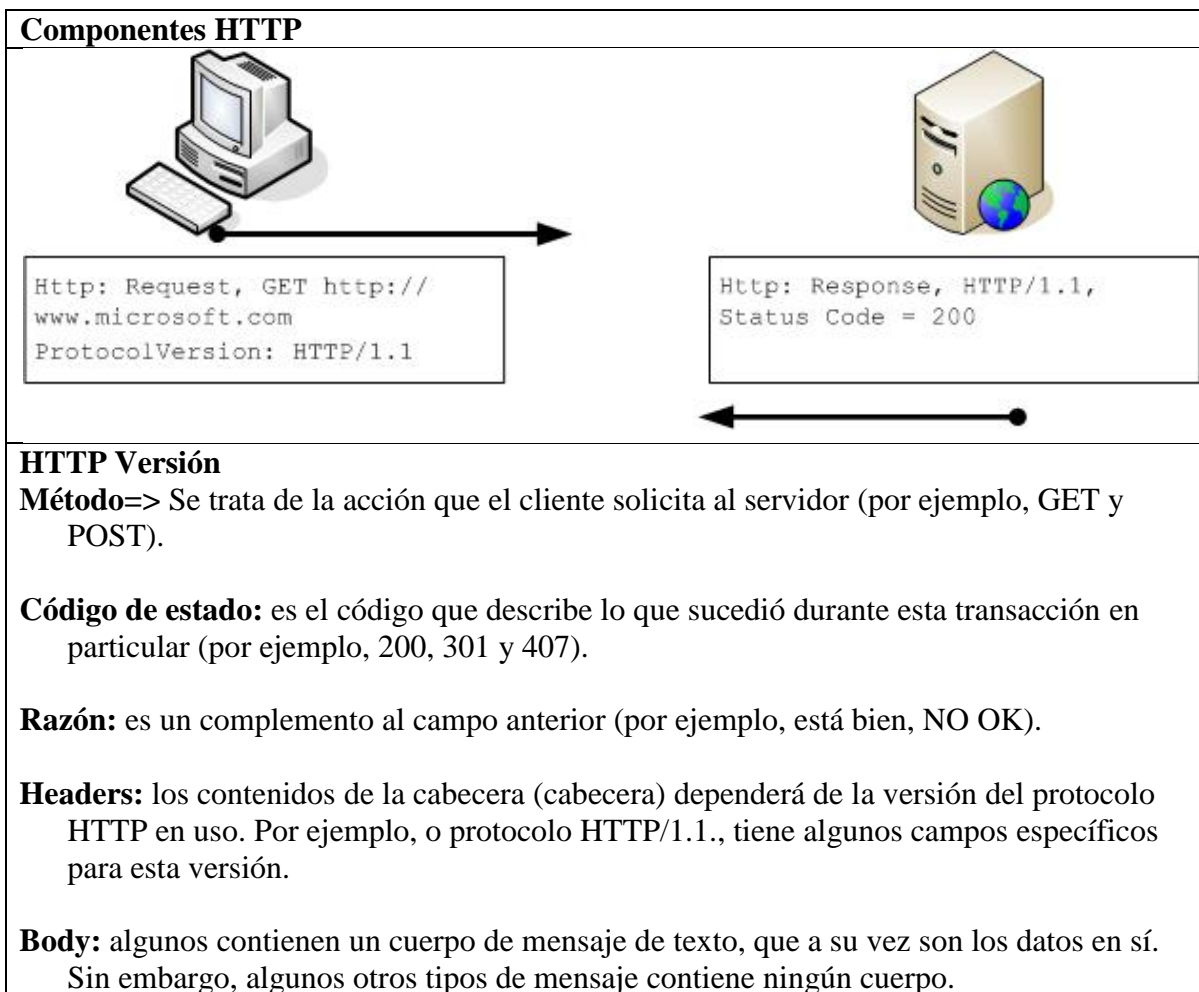 Componentes HTTP
Http: Request, GET http://
www.microsoft.com
ProtocolVersion: HTTP/1.1
Http: Response, HTTP/1.1,
Status Code = 200
HTTP Versión
Método=> Se trata de la acción que el cliente solicita al servidor (por ejemplo, GET y
POST).
Código de estado: es el código que describe lo que sucedió durante esta transacción en
particular (por ejemplo, 200, 301 y 407).
Razón: es un complemento al campo anterior (por ejemplo, está bien, NO OK).
Headers: los contenidos de la cabecera (cabecera) dependerá de la versión del protocolo
HTTP en uso. Por ejemplo, o protocolo HTTP/1.1., tiene algunos campos específicos
para esta versión.
Body: algunos contienen un cuerpo de mensaje de texto, que a su vez son los datos en sí.
Sin embargo, algunos otros tipos de mensaje contiene ningún cuerpo.